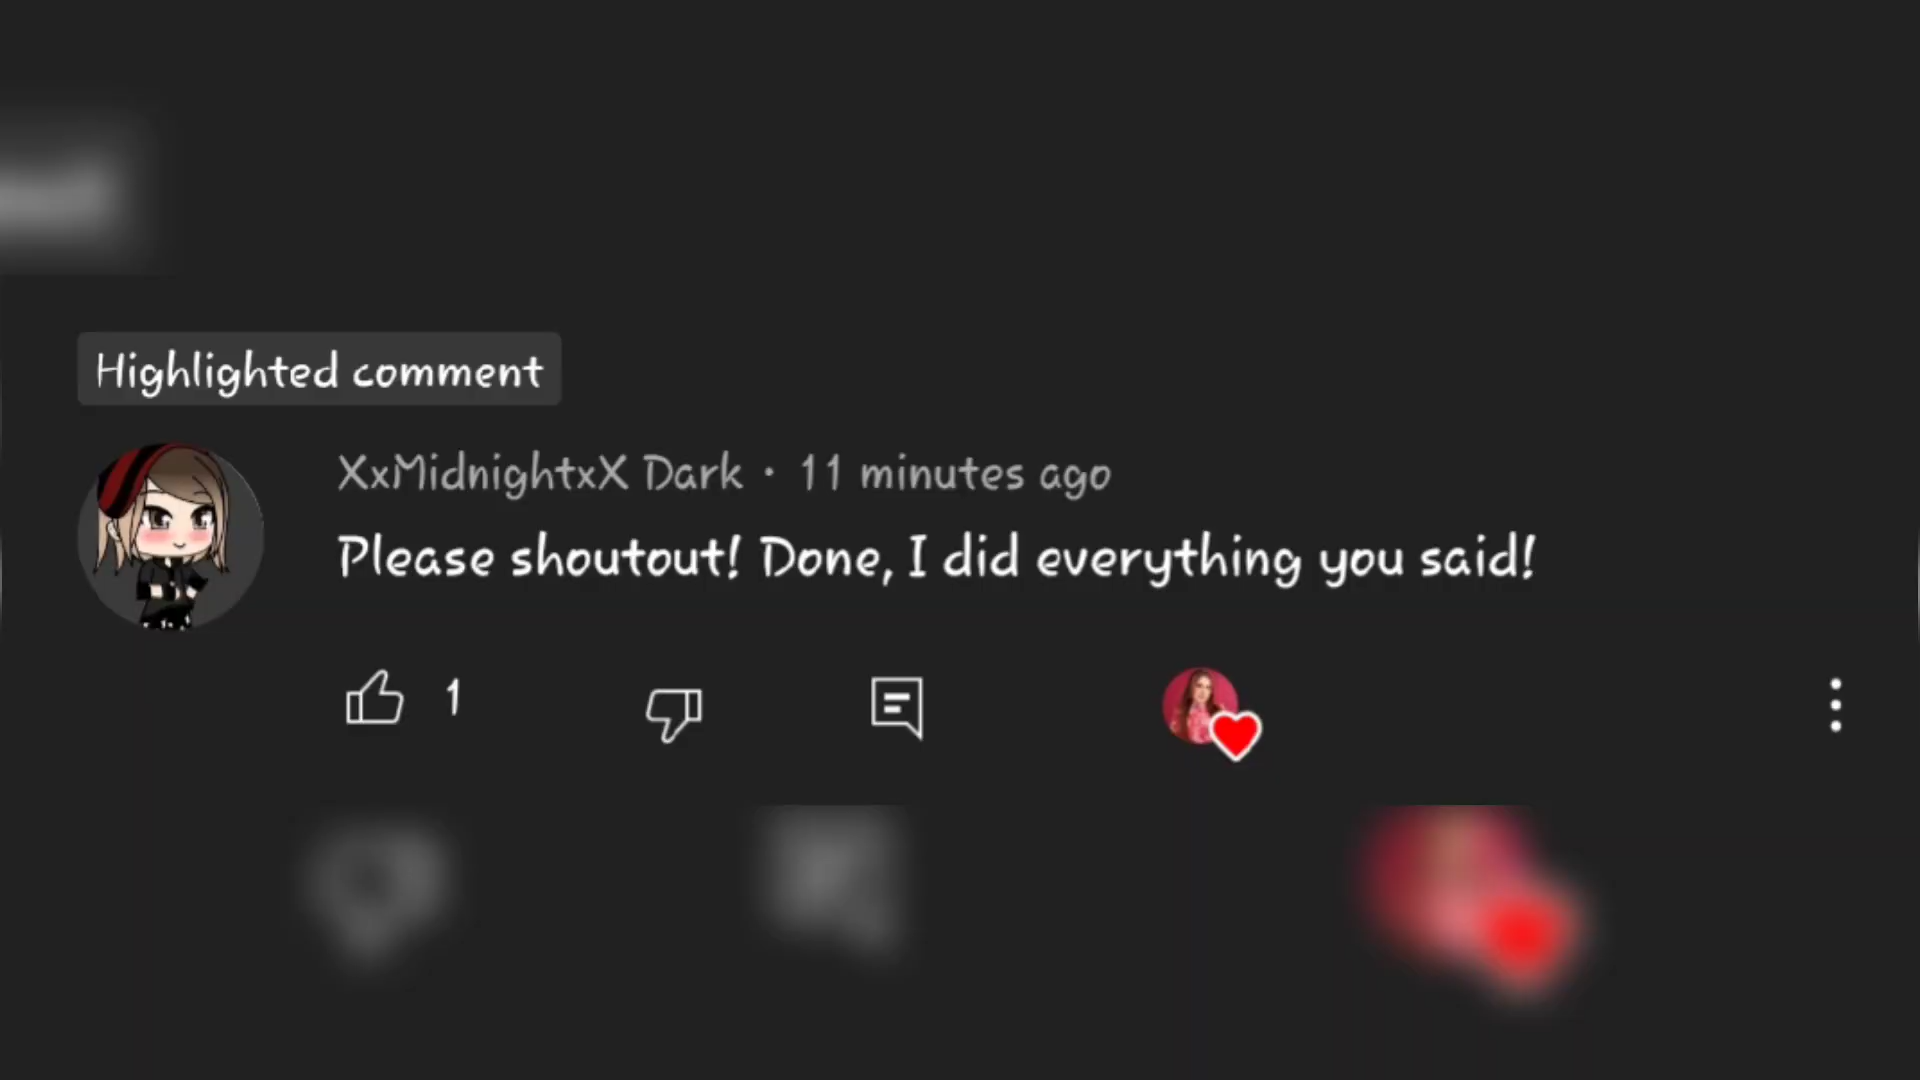 Highlighted comment
XxMidnightxX Dark · 11 minutes ago
Please shoutout! Done, I did everything you said!
1